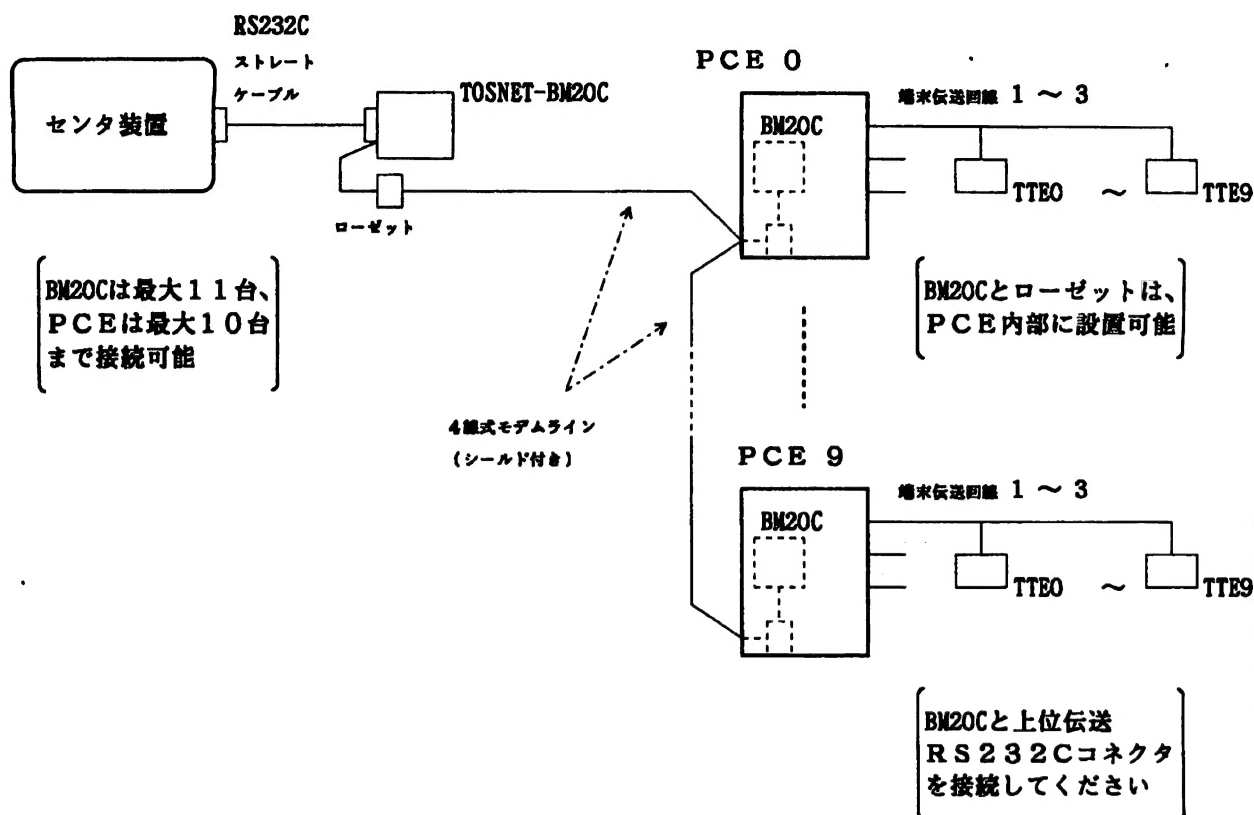 RS232C
ストレート
ケーブル
センタ装置
TOSNET-BM20C
ローゼット
BM20Cは最大11台、
PCEは最大10台
まで接続可能
4線式モデムライン
(シールド付き)
PCE 0
BM20C
端末伝送回線 1 ~ 3
TTE0 ~ TTE9
BM20Cとローゼットは、
PCE内部に設置可能
PCE 9
BM20C
端末伝送回線 1 ~ 3
TTE0 ~ TTE9
BM20Cと上位伝送
RS232Cコネクタ
を接続してください